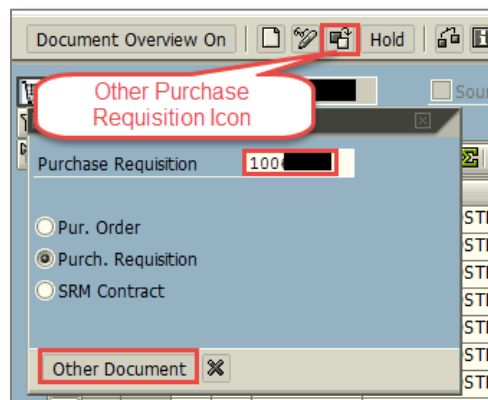 Document Overview On
Hold
Other Purchase
Requisition Icon
Sour
Purchase Requisition 100
Pur. Order
Purch. Requisition
SRM Contract
Other Document
STI
STI
STI
STI
STI
STI
STI